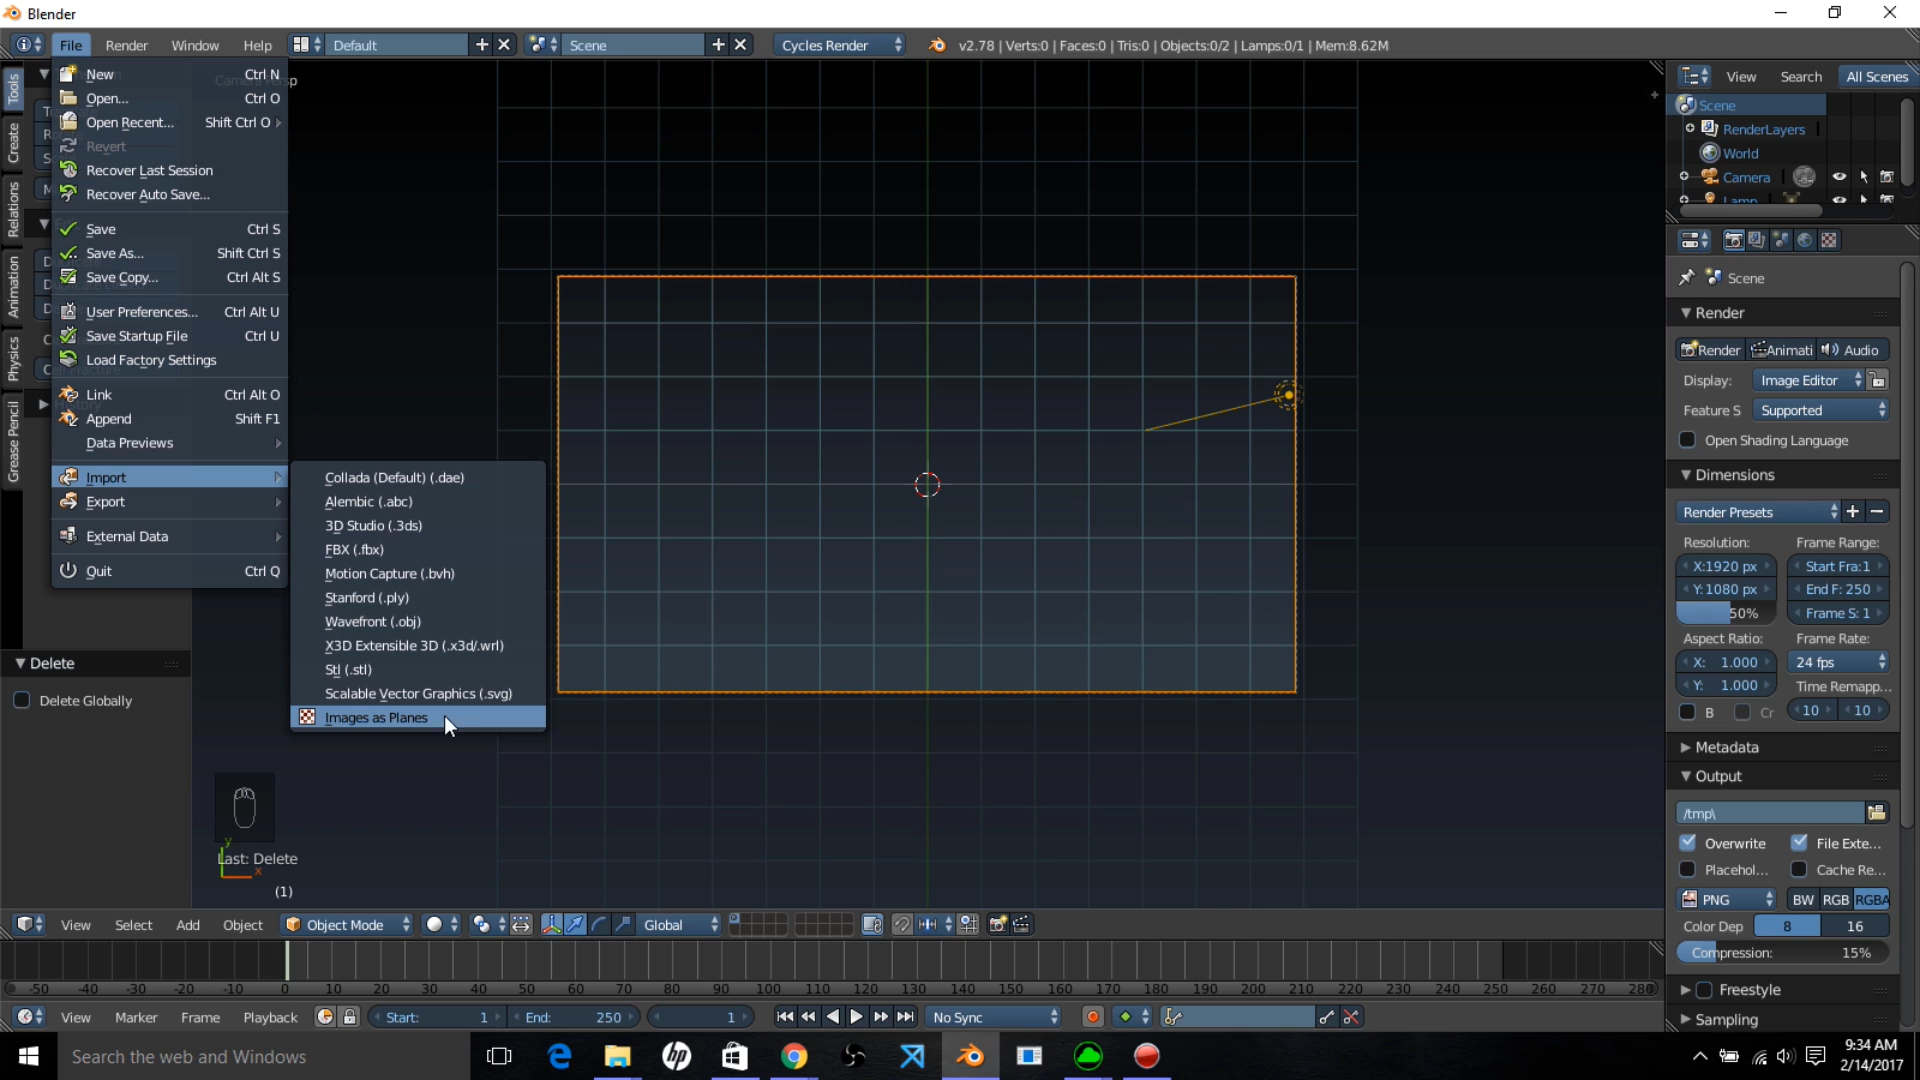 Blender
File Render Window Help Default Scene Cycles Render v2.78 | Verts:0 | Faces:0 | Tris:0 | Objects:0/2 | Lamps:0/1 | Mem:8.62M
New Ctrl N
Open... Ctrl O
Open Recent... Shift Ctrl O
Revert
Recover Last Session
Recover Auto Save...
Save Ctrl S
Save As... Shift Ctrl S
Save Copy... Ctrl Alt S
User Preferences... Ctrl Alt U
Save Startup File Ctrl U
Load Factory Settings
Link Ctrl Alt O
Append Shift F1
Data Previews
Import
Export
External Data
Quit Ctrl Q
Collada (Default) (.dae)
Alembic (.abc)
3D Studio (.3ds)
FBX (.fbx)
Motion Capture (.bvh)
Stanford (.ply)
Wavefront (.obj)
X3D Extensible 3D (.x3d/.wrl)
Stl (.stl)
Scalable Vector Graphics (.svg)
Images as Planes
Tools
Create
Relations
Animation
Physics
Grease Pencil
Delete
Delete Globally
y
x
Last: Delete
(1)
View Search All Scenes
Scene
RenderLayers
World
Camera
Lamp
Scene
Render
Render Animati Audio
Display: Image Editor
Feature S Supported
Open Shading Language
Dimensions
Render Presets
Resolution: Frame Range:
X:1920 px Start Fra:1
Y:1080 px End F: 250
50% Frame S: 1
Aspect Ratio: Frame Rate:
X: 1.000 24 fps
Y: 1.000 Time Remapp...
B Cr 10 10
Metadata
Output
/tmp\
Overwrite File Exte...
Placehol... Cache Re...
PNG BW RGB RGBA
Color Dep 8 16
Compression: 15%
Freestyle
Sampling
View Select Add Object Object Mode Global
-50 -40 -30 -20 -10 0 10 20 30 40 50 60 70 80 90 100 110 120 130 140 150 160 170 180 190 200 210 220 230 240 250 260 270 280
View Marker Frame Playback Start: 1 End: 250 1 No Sync
Search the web and Windows
hp
9:34 AM
2/14/2017